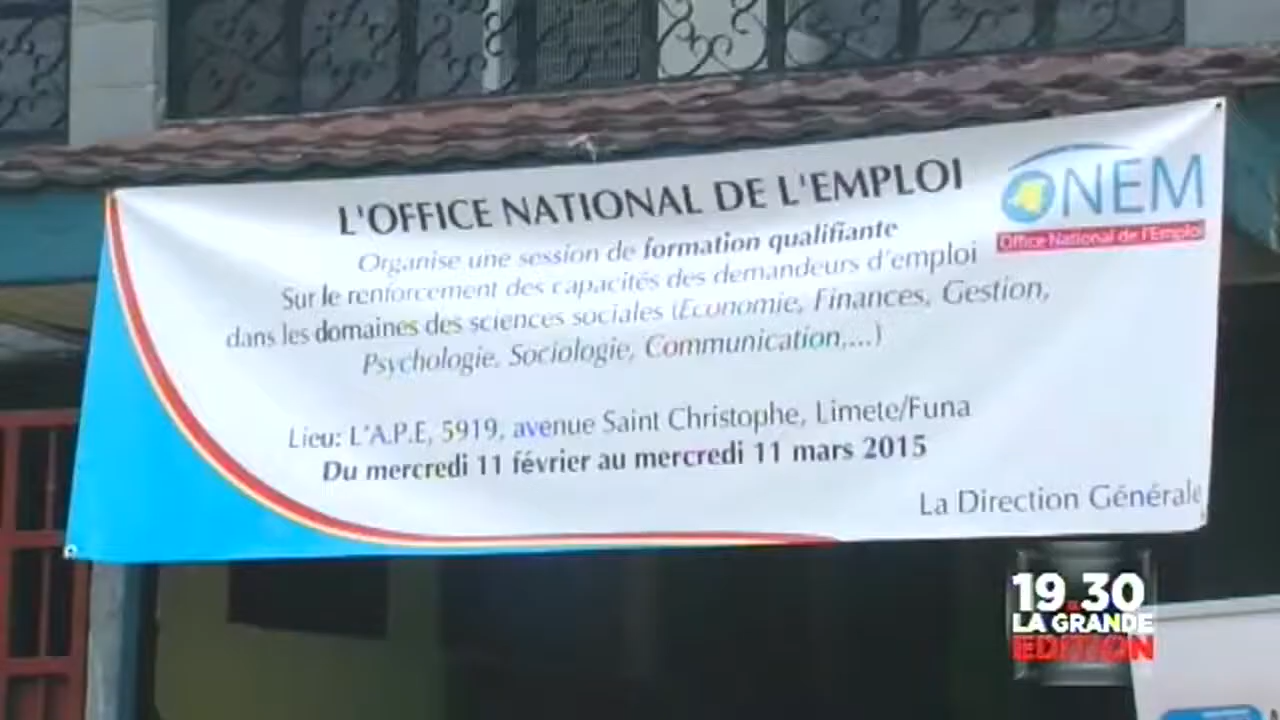 L'OFFICE NATIONAL DE L'EMPLOI
ONEM
Office National de l'Emploi
Organise une session de formation qualifiante
Sur le renforcement des capacités des demandeurs d'emploi
dans les domaines des sciences sociales (Economie, Finances, Gestion,
Psychologie, Sociologie, Communication,...)
Lieu: L'A.P.E, 5919, avenue Saint Christophe, Limete/Funa
Du mercredi 11 février au mercredi 11 mars 2015
La Direction Générale
19.30
LA GRANDE
EDITION